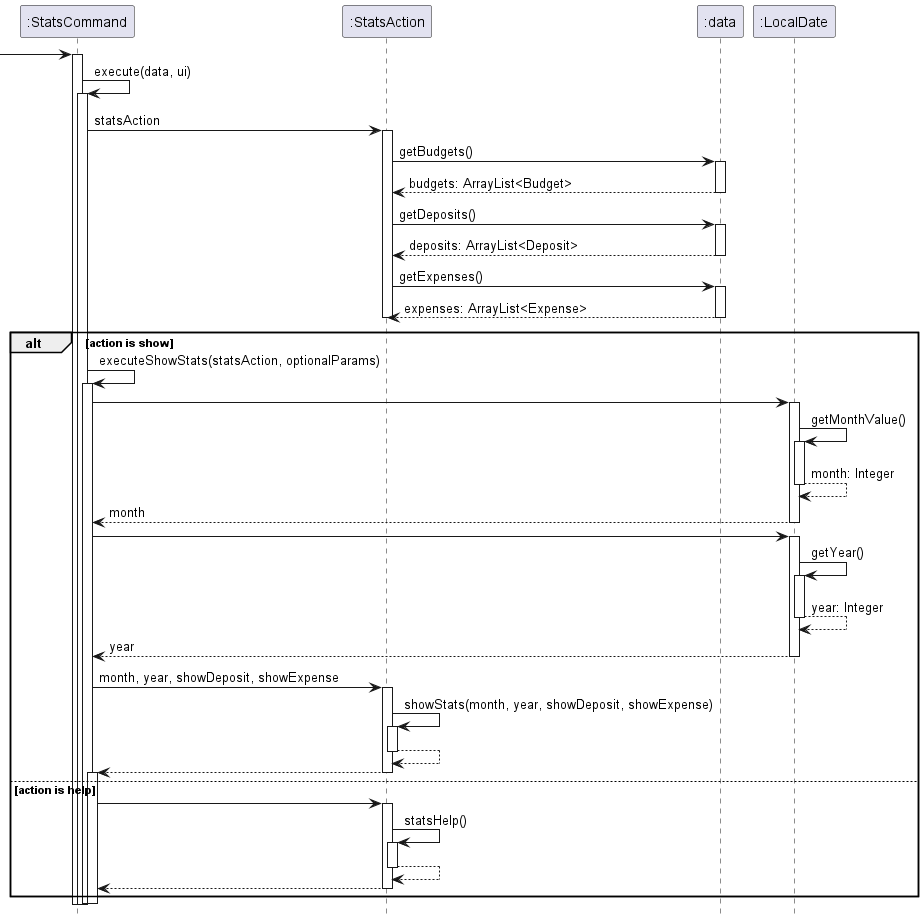 :StatsCommand
:StatsAction
:data
:LocalDate
execute(data, ui)
statsAction
getBudgets()
budgets: ArrayList<Budget>
getDeposits()
deposits: ArrayList<Deposit>
getExpenses()
expenses: ArrayList<Expense>
alt
[action is show]
executeShowStats(statsAction, optionalParams)
getMonthValue()
month: Integer
month
getYear()
year: Integer
year
month, year, showDeposit, showExpense
showStats(month, year, showDeposit, showExpense)
[action is help]
statsHelp()